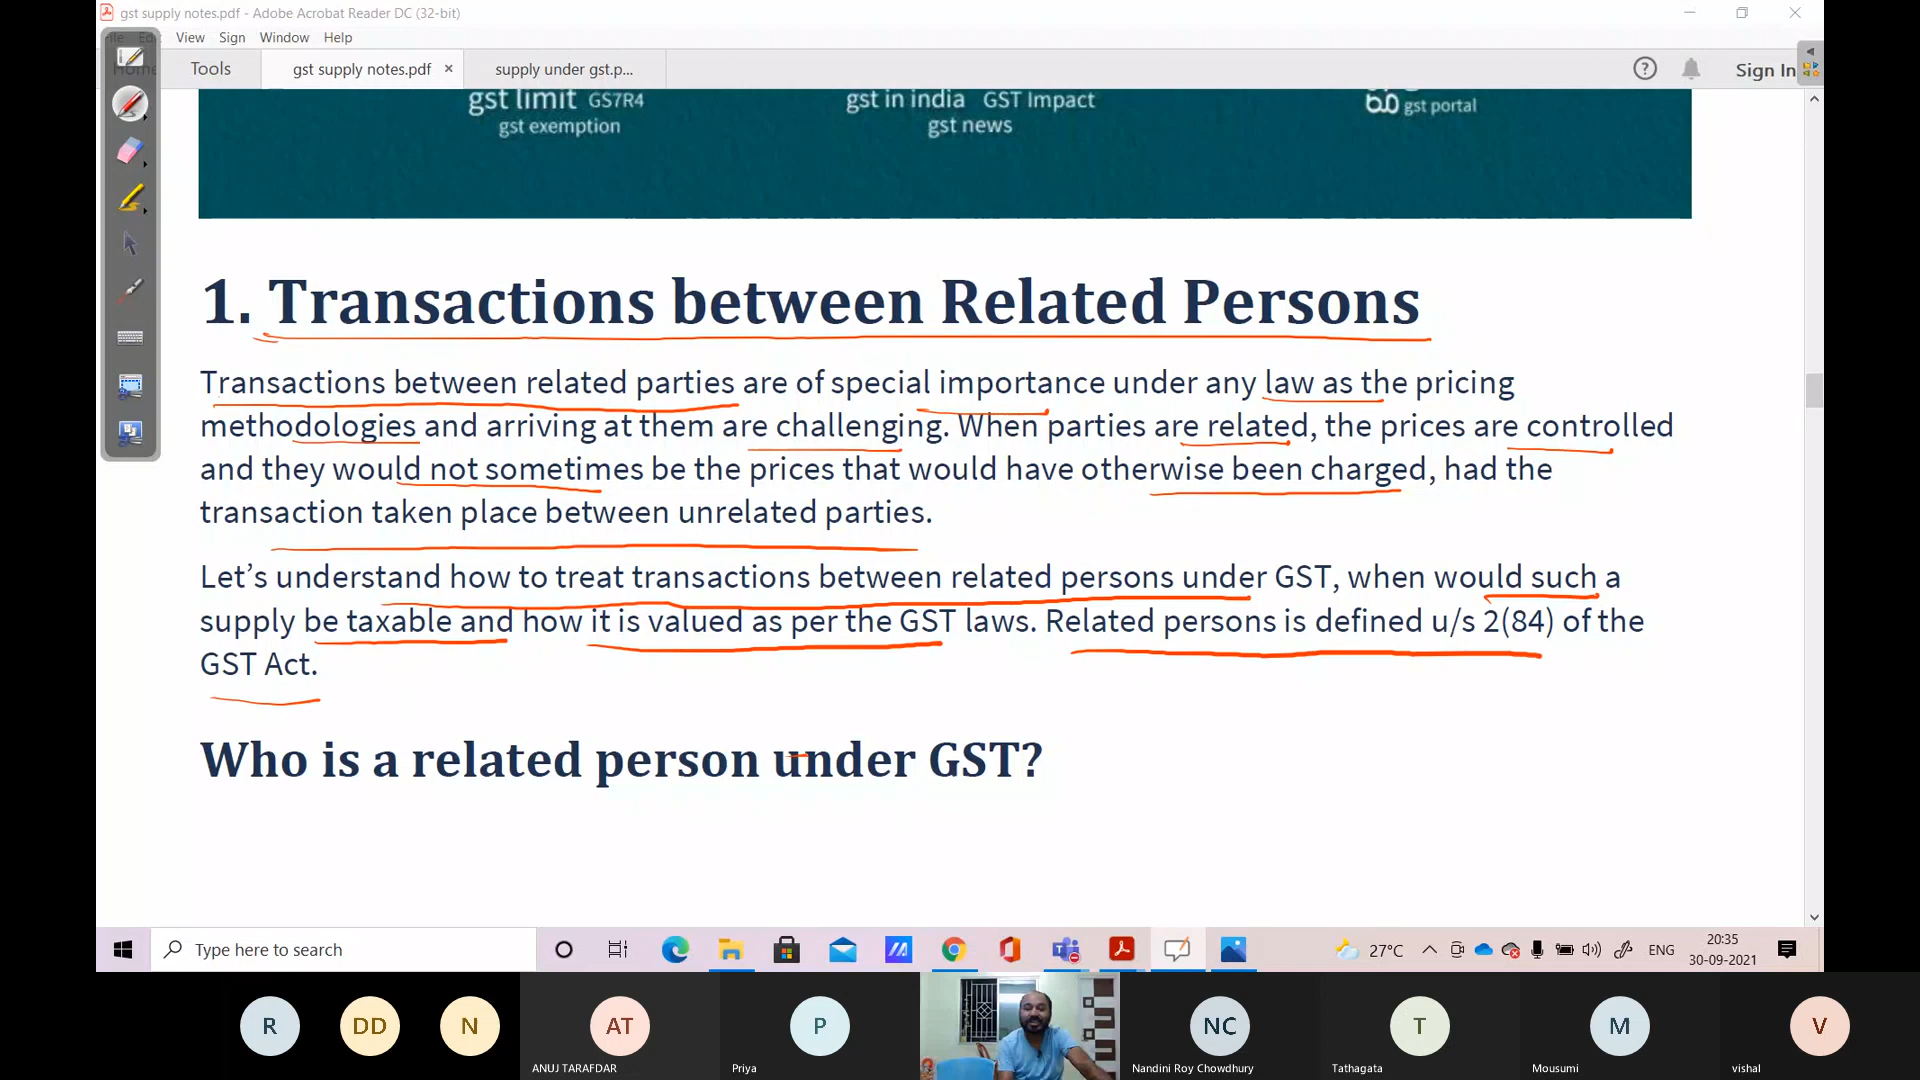 gst supply notes.pdf - Adobe Acrobat Reader DC (32-bit)
View Sign Window Help
Tools
gst supply notes.pdf ×
supply under gst.p...
Sign In
gst limit GS7R4
gst exemption
gst in india GST Impact
gst news
gst portal
1. Transactions between Related Persons
Transactions between related parties are of special importance under any law as the pricing
methodologies and arriving at them are challenging. When parties are related, the prices are controlled
and they would not sometimes be the prices that would have otherwise been charged, had the
transaction taken place between unrelated parties.
Let’s understand how to treat transactions between related persons under GST, when would such a
supply be taxable and how it is valued as per the GST laws. Related persons is defined u/s 2(84) of the
GST Act.
Who is a related person under GST?
Type here to search
27°C
ENG
20:35
30-09-2021
R
DD
N
AT
P
NC
T
M
V
ANUJ TARAFDAR
Priya
Nandini Roy Chowdhury
Tathagata
Mousumi
vishal